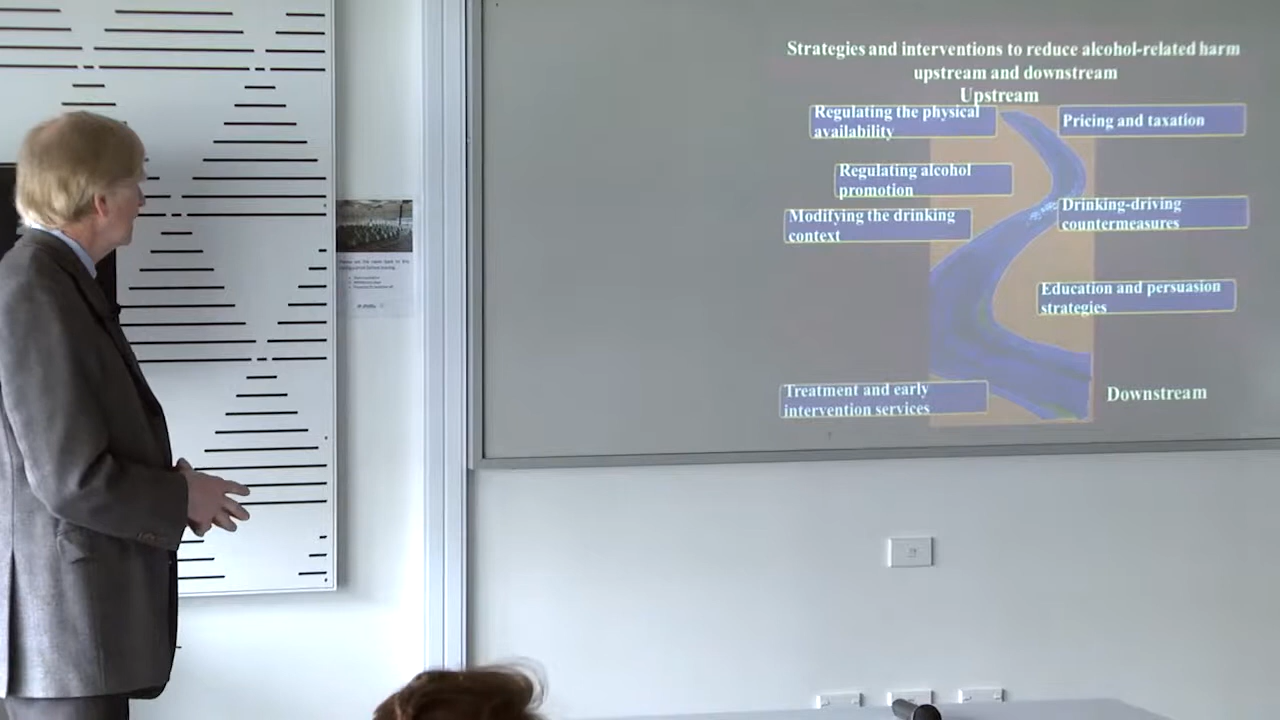 Strategies and interventions to reduce alcohol-related harm
upstream and downstream
Upstream
Regulating the physical
availability
Pricing and taxation
Regulating alcohol
promotion
Modifying the drinking
context
Drinking-driving
countermeasures
Education and persuasion
strategies
Treatment and early
intervention services
Downstream